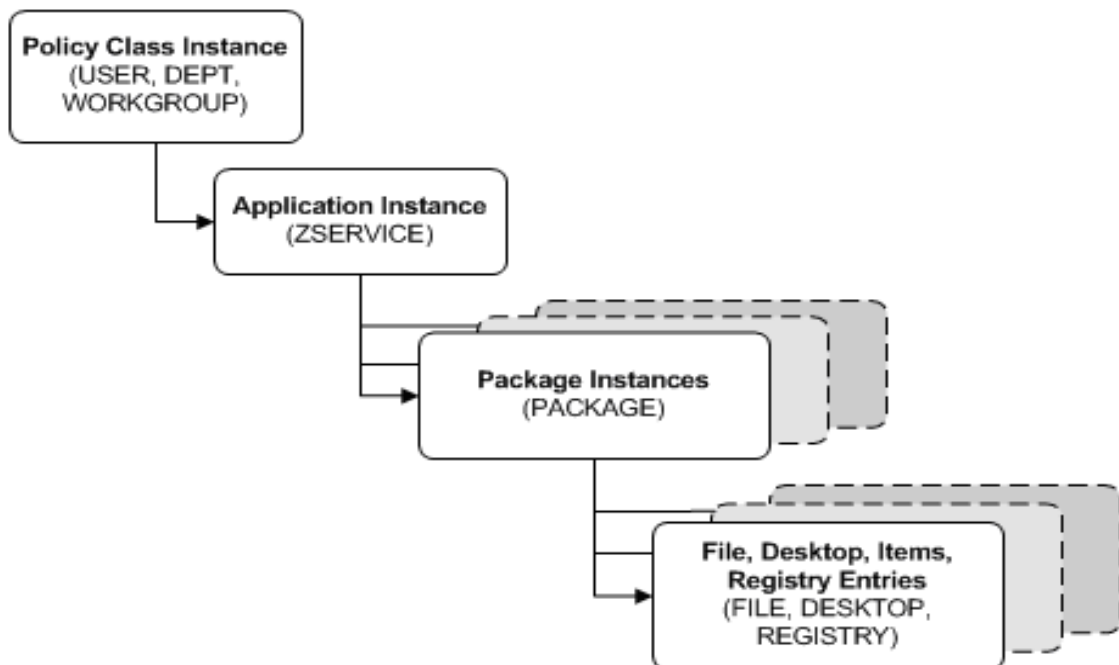 Policy Class Instance
(USER, DEPT,
WORKGROUP)
Application Instance
(ZSERVICE)
Package Instances
(PACKAGE)
File, Desktop, Items,
Registry Entries
(FILE, DESKTOP,
REGISTRY)